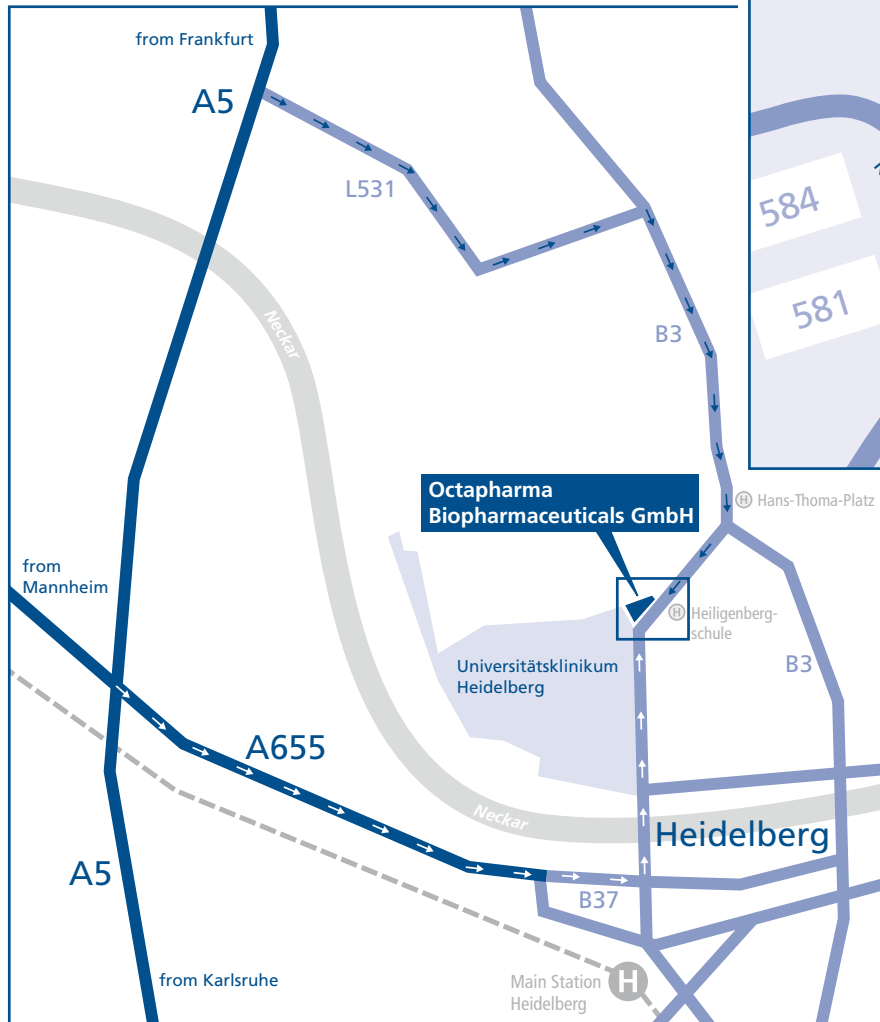 from Frankfurt
A5
L531
584
581
Neckar
B3
Octapharma
Biopharmaceuticals GmbH
H Hans-Thoma-Platz
from
Mannheim
H Heiligenberg-
schule
Universitätsklinikum
Heidelberg
B3
A655
Neckar
Heidelberg
A5
B37
from Karlsruhe
Main Station
Heidelberg
H